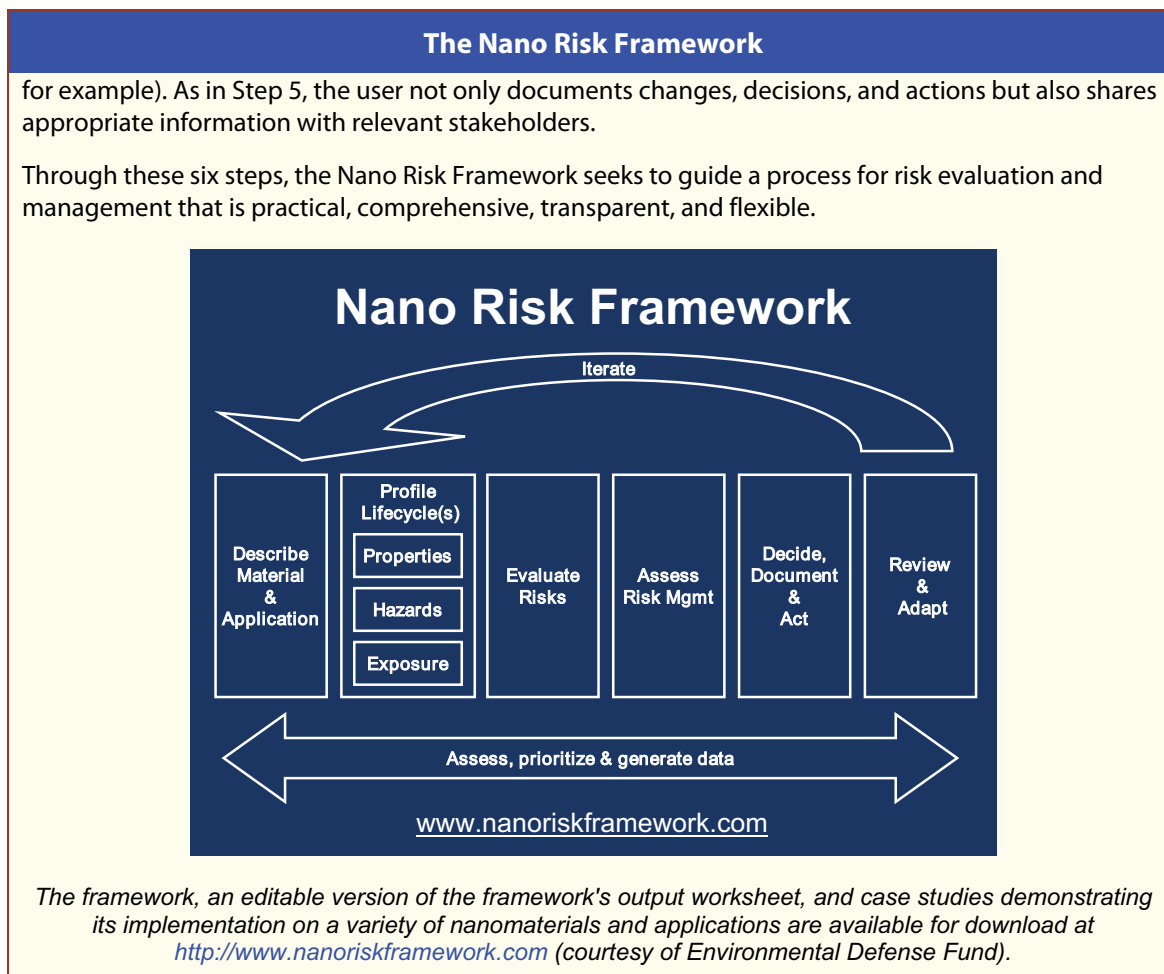 The Nano Risk Framework
for example). As in Step 5, the user not only documents changes, decisions, and actions but also shares
appropriate information with relevant stakeholders.
Through these six steps, the Nano Risk Framework seeks to guide a process for risk evaluation and
management that is practical, comprehensive, transparent, and flexible.
Nano Risk Framework
Iterate
Describe
Material
&
Application
Profile
Lifecycle(s)
Properties
Hazards
Exposure
Evaluate
Risks
Assess
Risk Mgmt
Decide,
Document
&
Act
Review
&
Adapt
Assess, prioritize & generate data
www.nanoriskframework.com
The framework, an editable version of the framework's output worksheet, and case studies demonstrating
its implementation on a variety of nanomaterials and applications are available for download at
http://www.nanoriskframework.com (courtesy of Environmental Defense Fund).